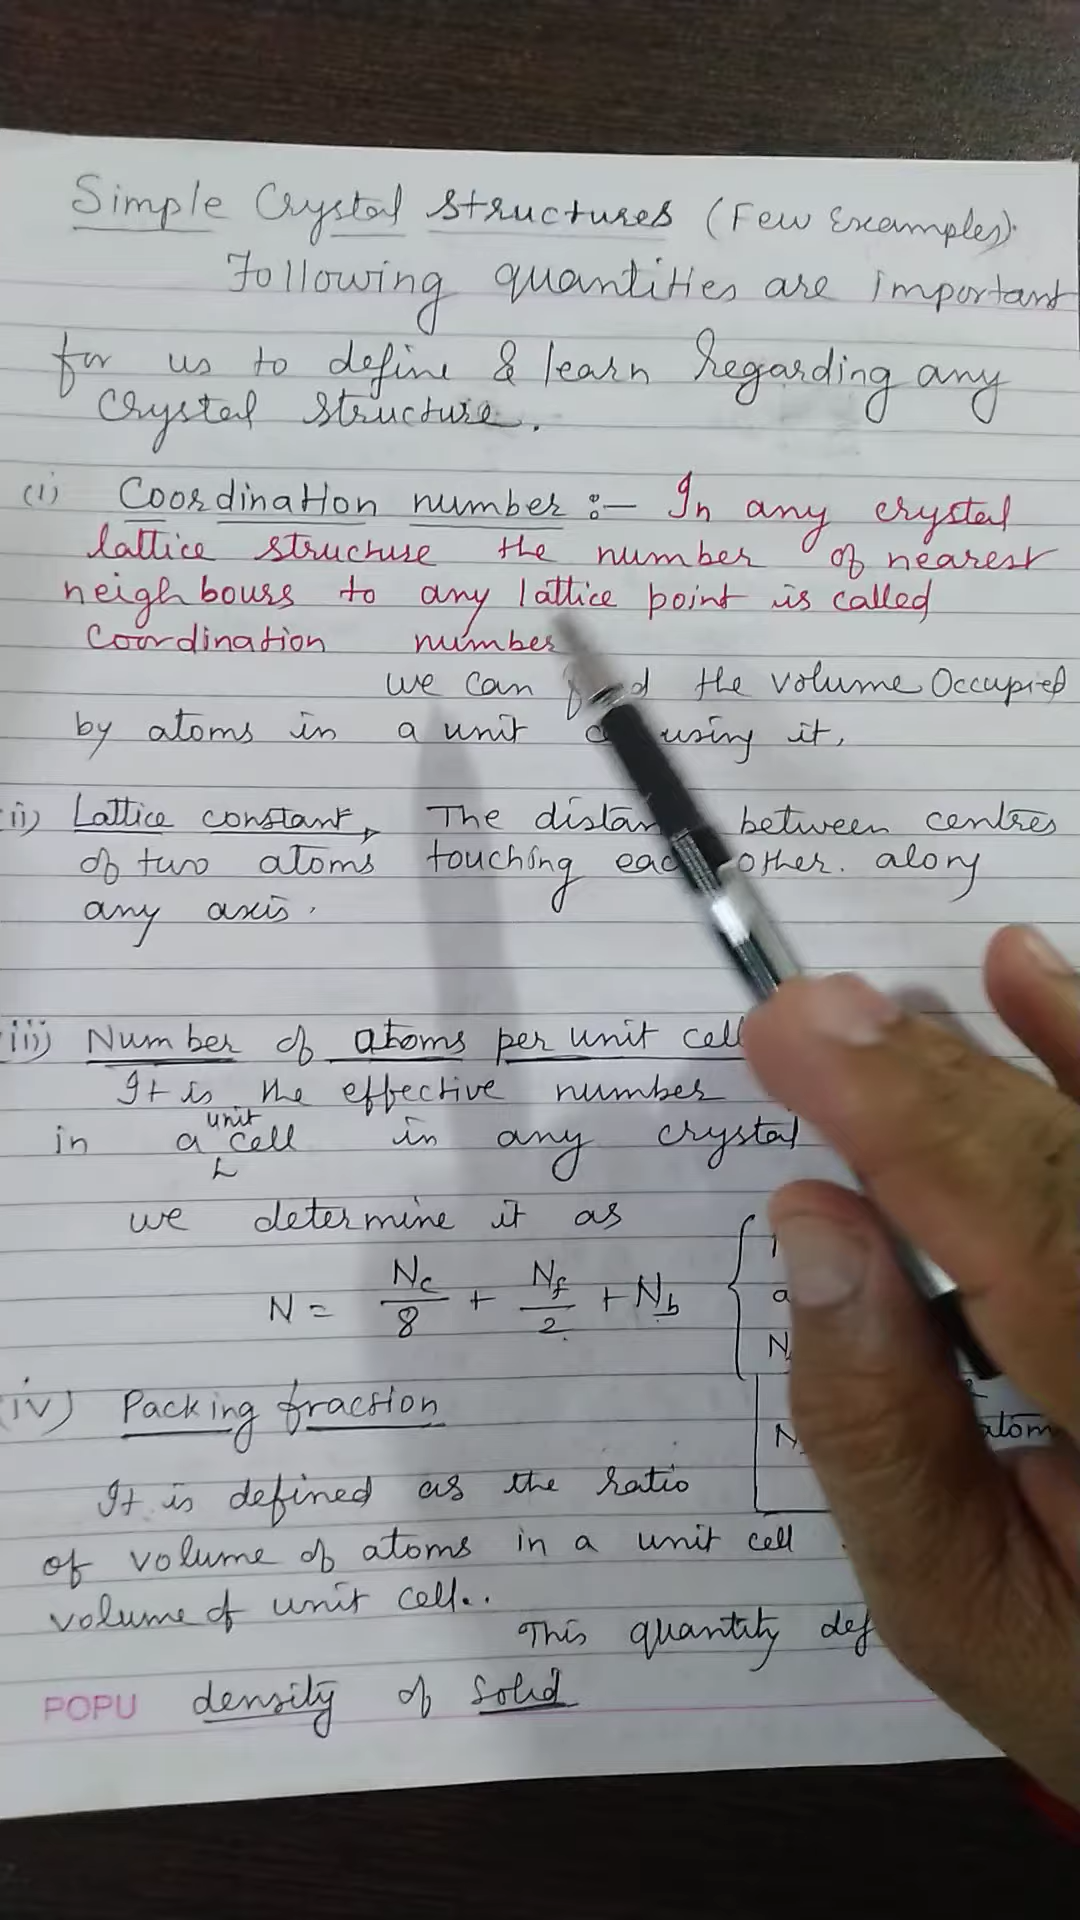 Simple Crystal structures (Few Examples).
Following quantities are important
for us to define & learn Regarding any
Crystal structure.
(i) Coordination number :- In any crystal
lattice structure the number of nearest
neighbours to any lattice point is called
Coordination number
we can the volume Occupied
by atoms in a unit using it,
(ii) Lattice constant, The between centres
of two atoms touching other. along
any axis.
(iii) Number of atoms per unit cell
It is the effective number
unit
in a cell in any crystal
we determine it as
N = Nc/8 + Nf/2 + Nb
a
N
N
atom
(iv) Packing fraction
It is defined as the ratio
of volume of atoms in a unit cell
volume of unit cell..
This quantity
POPU density of Solid